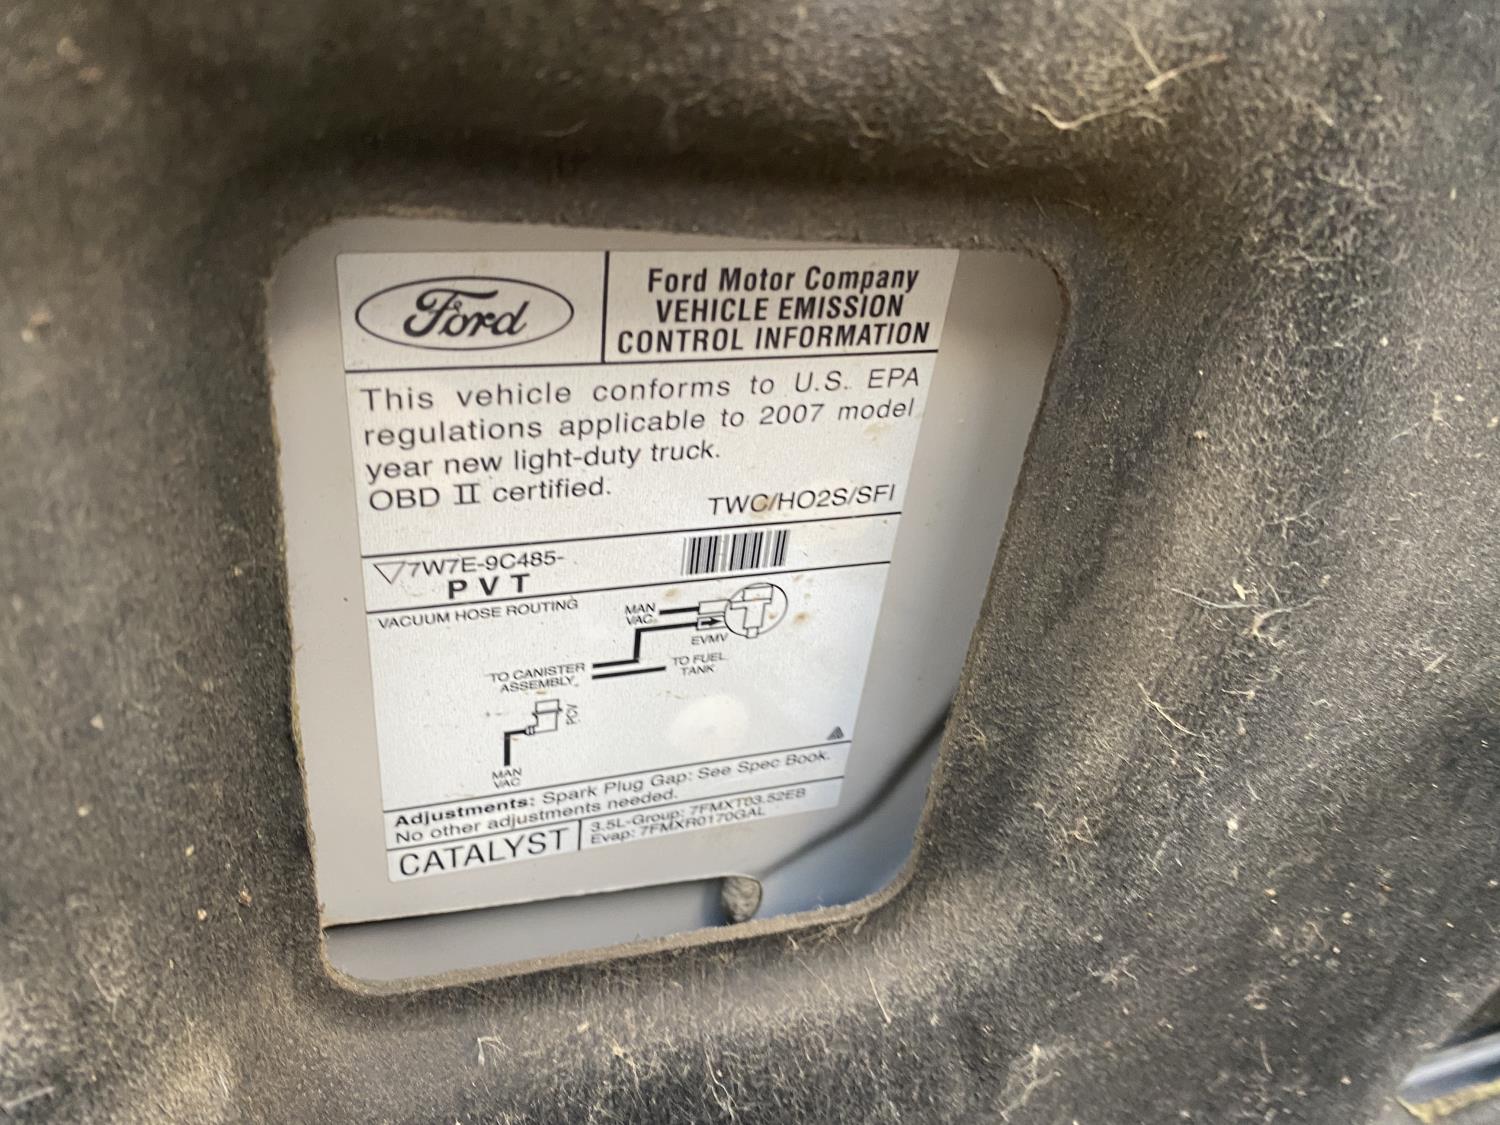 Ford
Ford Motor Company
VEHICLE EMISSION
CONTROL INFORMATION
This vehicle conforms to U.S. EPA
regulations applicable to 2007 model
year new light-duty truck.
OBD II certified.
TWC/HO2S/SFI
7W7E-9C485-
PVT
VACUUM HOSE ROUTING
MAN
VAC
EVMV
TO CANISTER
ASSEMBLY
TO FUEL
TANK
PCV
MAN
VAC
Adjustments: Spark Plug Gap: See Spec Book.
No other adjustments needed.
CATALYST
3.5L-Group: 7FMXT03.52EB
Evap: 7FMXR0170GAL